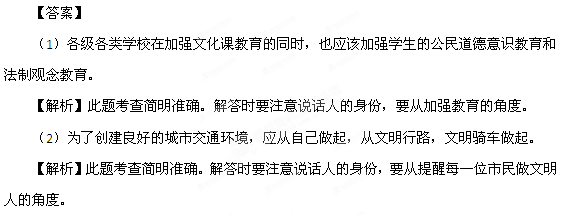 【答案】
（1）各级各类学校在加强文化课教育的同时，也应该加强学生的公民道德意识教育和
法制观念教育。
【解析】此题考查简明准确。解答时要注意说话人的身份，要从加强教育的角度。
（2）为了创建良好的城市交通环境，应从自己做起，从文明行路，文明骑车做起。
【解析】此题考查简明准确。解答时要注意说话人的身份，要从提醒每一位市民做文明
人的角度。